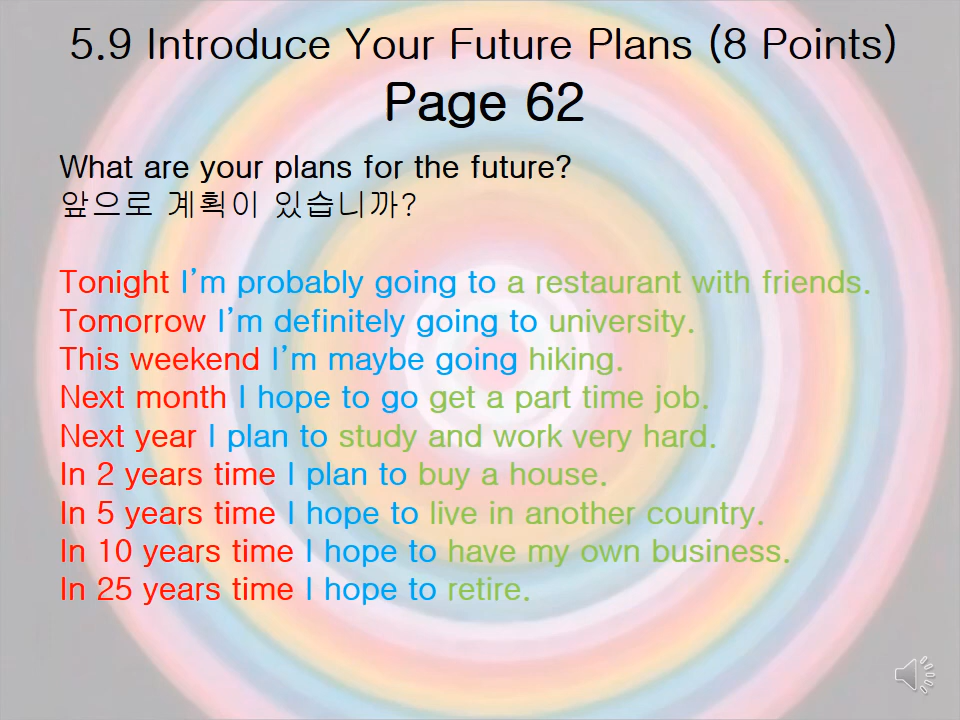 5.9 Introduce Your Future Plans (8 Points)
Page 62
What are your plans for the future?
앞으로 계획이 있습니까?
Tonight I'm probably going to a restaurant with friends.
Tomorrow I'm definitely going to university.
This weekend I'm maybe going hiking.
Next month I hope to go get a part time job.
Next year I plan to study and work very hard.
In 2 years time I plan to buy a house.
In 5 years time I hope to live in another country.
In 10 years time I hope to have my own business.
In 25 years time I hope to retire.